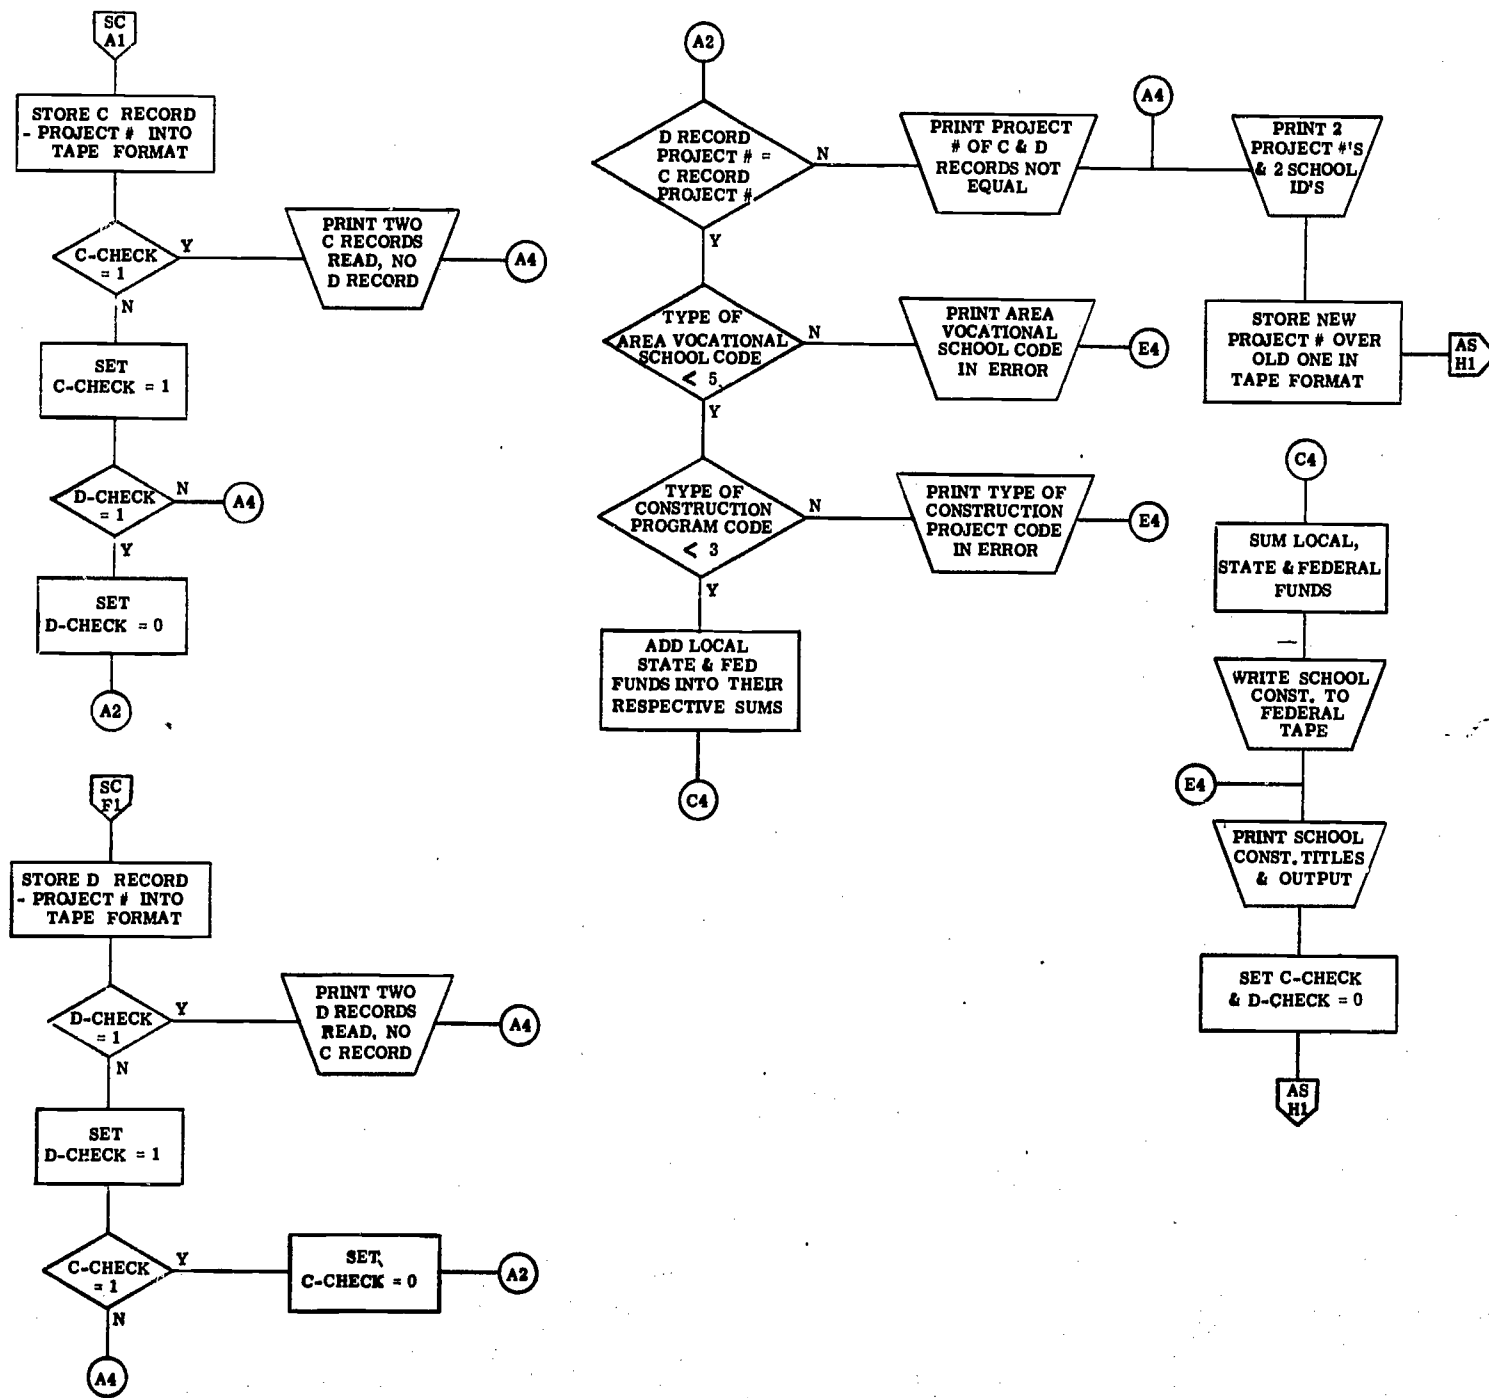 SC
A1
STORE C RECORD
- PROJECT # INTO
TAPE FORMAT
C-CHECK
= 1
Y
N
PRINT TWO
C RECORDS
READ, NO
D RECORD
A4
SET
C-CHECK = 1
D-CHECK
= 1
N
A4
Y
SET
D-CHECK = 0
A2
SC
F1
STORE D RECORD
- PROJECT # INTO
TAPE FORMAT
D-CHECK
= 1
Y
N
PRINT TWO
D RECORDS
READ, NO
C RECORD
A4
SET
D-CHECK = 1
C-CHECK
= 1
Y
N
SET
C-CHECK = 0
A2
A4
A2
D RECORD
PROJECT # =
C RECORD
PROJECT #
N
Y
PRINT PROJECT
# OF C & D
RECORDS NOT
EQUAL
A4
PRINT 2
PROJECT #'S
& 2 SCHOOL
ID'S
STORE NEW
PROJECT # OVER
OLD ONE IN
TAPE FORMAT
AS
H1
TYPE OF
AREA VOCATIONAL
SCHOOL CODE
< 5
N
Y
PRINT AREA
VOCATIONAL
SCHOOL CODE
IN ERROR
E4
TYPE OF
CONSTRUCTION
PROGRAM CODE
< 3
N
Y
PRINT TYPE OF
CONSTRUCTION
PROJECT CODE
IN ERROR
E4
ADD LOCAL
STATE & FED
FUNDS INTO THEIR
RESPECTIVE SUMS
C4
C4
SUM LOCAL,
STATE & FEDERAL
FUNDS
WRITE SCHOOL
CONST. TO
FEDERAL
TAPE
E4
PRINT SCHOOL
CONST. TITLES
& OUTPUT
SET C-CHECK
& D-CHECK = 0
AS
H1